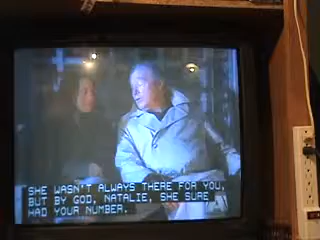 SHE WASN'T ALWAYS THERE FOR YOU,
BUT BY GOD, NATALIE, SHE SURE
HAD YOUR NUMBER.